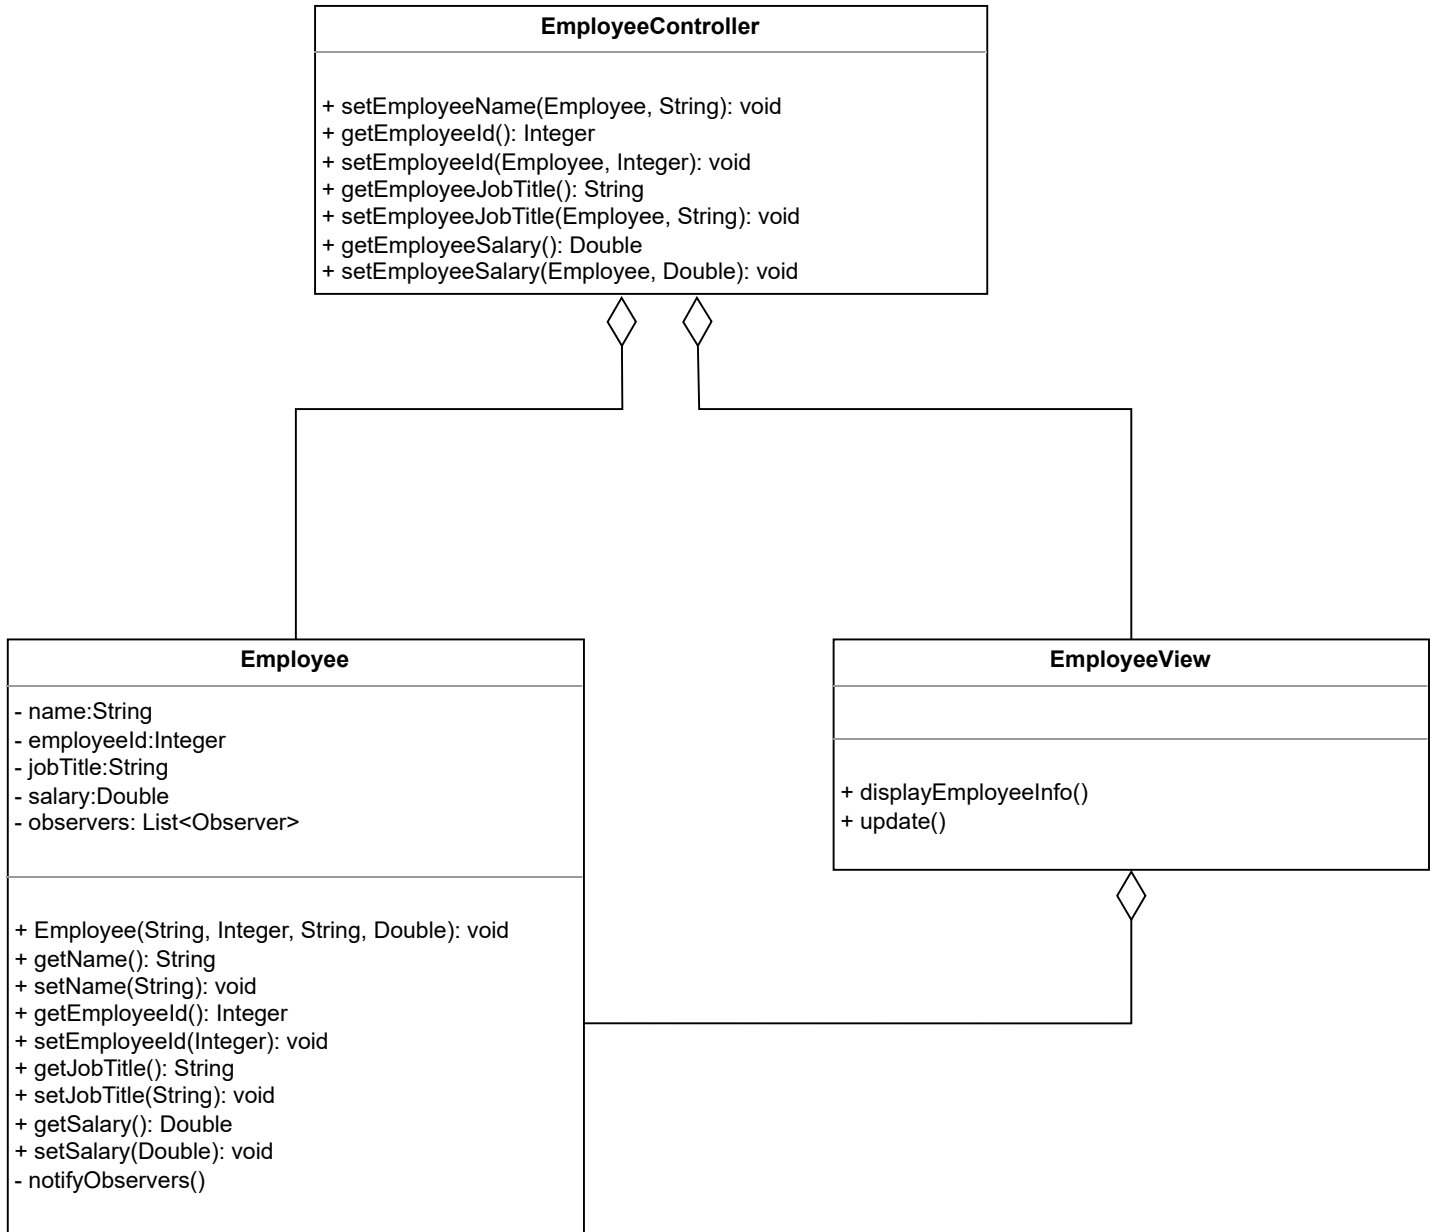 EmployeeController
+ setEmployeeName(Employee, String): void
+ getEmployeeId(): Integer
+ setEmployeeId(Employee, Integer): void
+ getEmployeeJobTitle(): String
+ setEmployeeJobTitle(Employee, String): void
+ getEmployeeSalary(): Double
+ setEmployeeSalary(Employee, Double): void
Employee
- name:String
- employeeId:Integer
- jobTitle:String
- salary:Double
- observers: List<Observer>
+ Employee(String, Integer, String, Double): void
+ getName(): String
+ setName(String): void
+ getEmployeeId(): Integer
+ setEmployeeId(Integer): void
+ getJobTitle(): String
+ setJobTitle(String): void
+ getSalary(): Double
+ setSalary(Double): void
- notifyObservers()
EmployeeView
+ displayEmployeeInfo()
+ update()